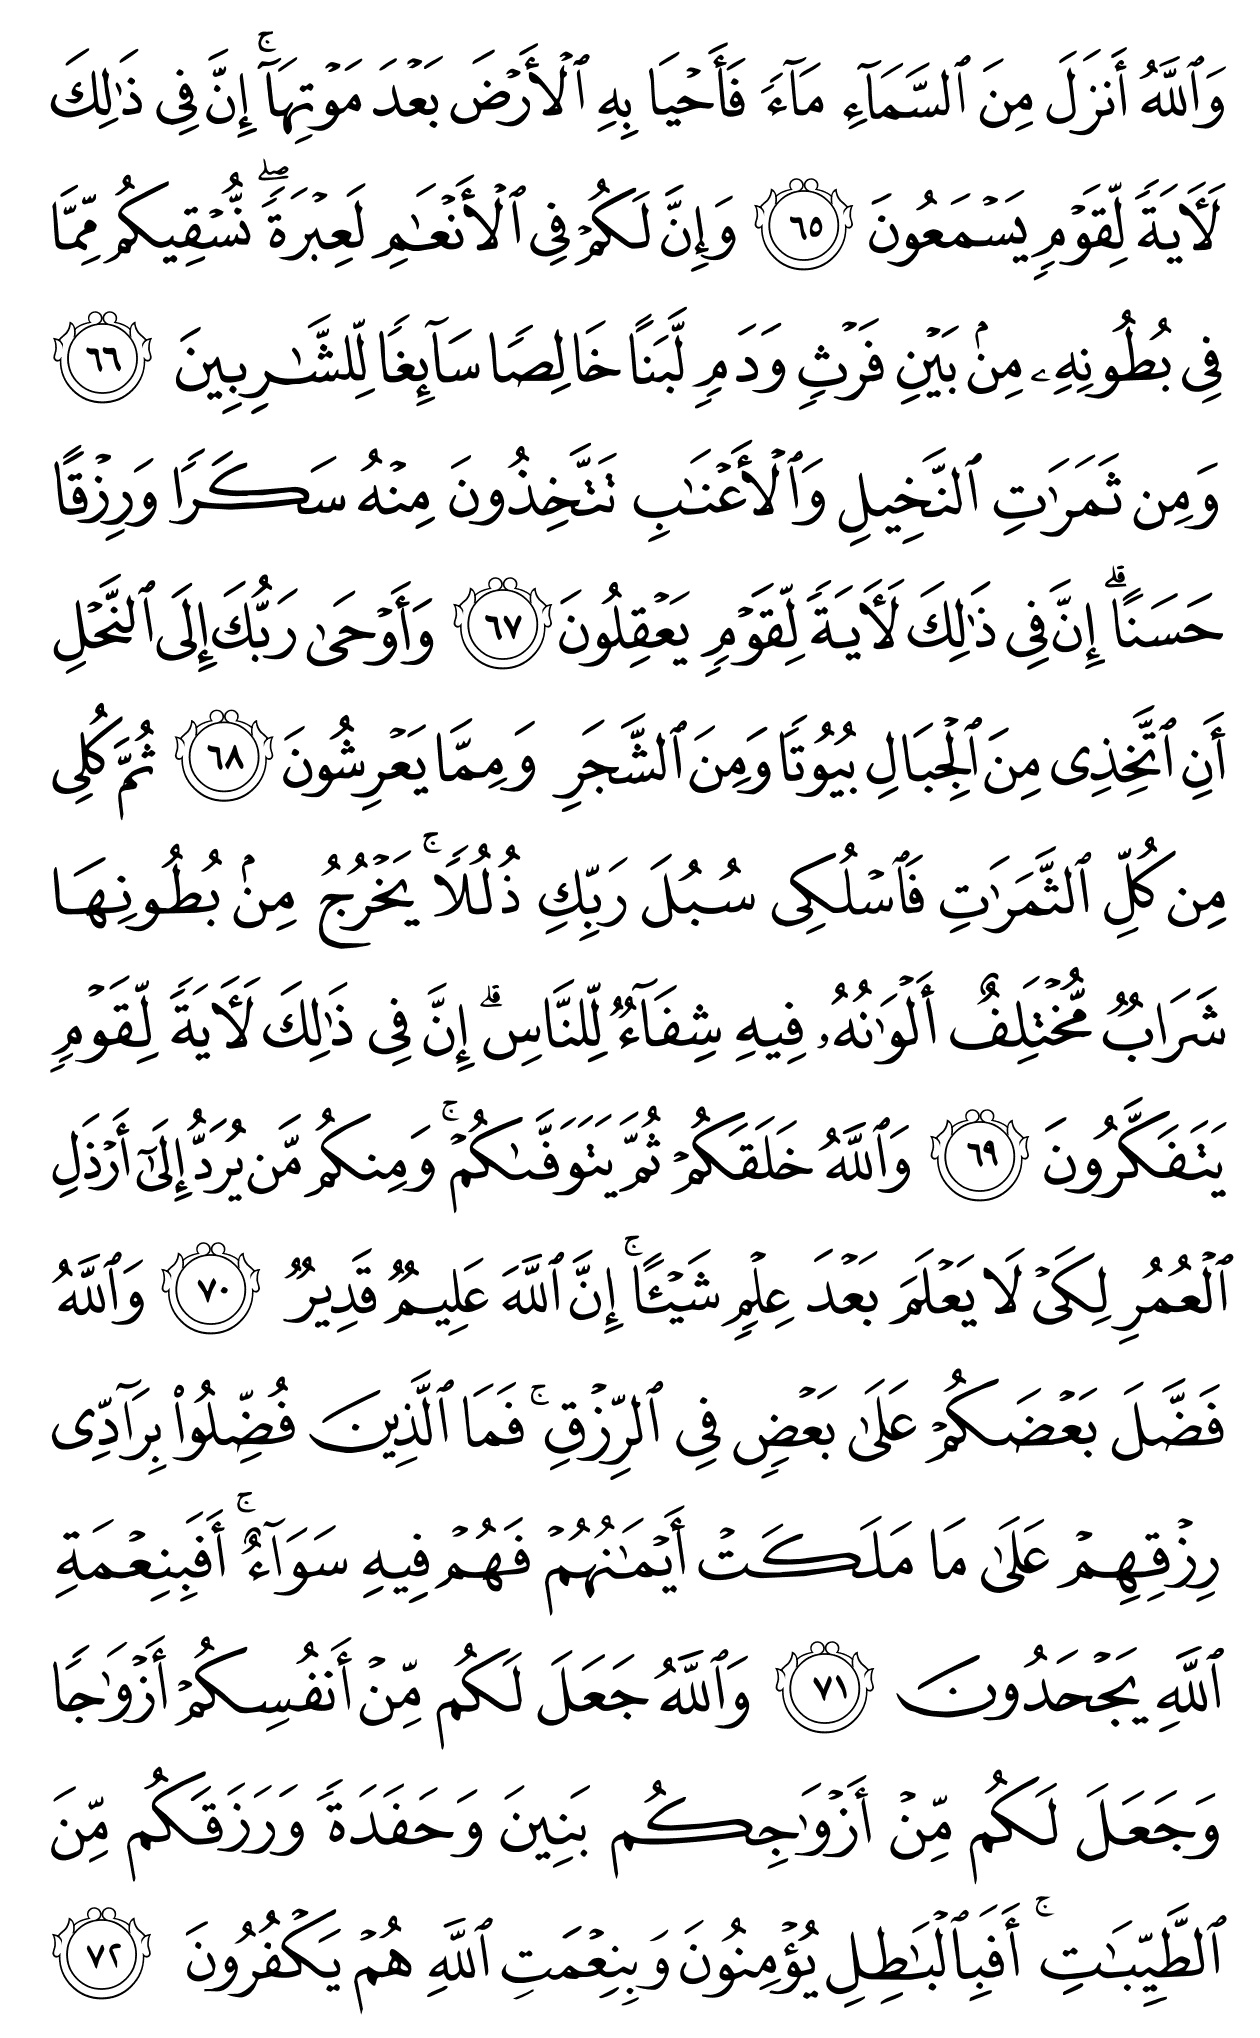 وَٱللَّهُ أَنزَلَ مِنَ ٱلسَّمَآءِ مَآءً فَأَحْيَا بِهِ ٱلْأَرْضَ بَعْدَ مَوْتِهَآ ۚ إِنَّ فِى ذَٰلِكَ
لَـَٔايَةً لِّقَوْمٍ يَسْمَعُونَ ٦٥ وَإِنَّ لَكُمْ فِى ٱلْأَنْعَـٰمِ لَعِبْرَةً ۖ نُّسْقِيكُم مِّمَّا
فِى بُطُونِهِۦ مِنۢ بَيْنِ فَرْثٍ وَدَمٍ لَّبَنًا خَالِصًا سَآئِغًا لِّلشَّـٰرِبِينَ ٦٦
وَمِن ثَمَرَٰتِ ٱلنَّخِيلِ وَٱلْأَعْنَـٰبِ تَتَّخِذُونَ مِنْهُ سَكَرًا وَرِزْقًا
حَسَنًا ۗ إِنَّ فِى ذَٰلِكَ لَـَٔايَةً لِّقَوْمٍ يَعْقِلُونَ ٦٧ وَأَوْحَىٰ رَبُّكَ إِلَى ٱلنَّحْلِ
أَنِ ٱتَّخِذِى مِنَ ٱلْجِبَالِ بُيُوتًا وَمِنَ ٱلشَّجَرِ وَمِمَّا يَعْرِشُونَ ٦٨ ثُمَّ كُلِى
مِن كُلِّ ٱلثَّمَرَٰتِ فَٱسْلُكِى سُبُلَ رَبِّكِ ذُلُلًا ۚ يَخْرُجُ مِنۢ بُطُونِهَا
شَرَابٌ مُّخْتَلِفٌ أَلْوَٰنُهُۥ فِيهِ شِفَآءٌ لِّلنَّاسِ ۗ إِنَّ فِى ذَٰلِكَ لَـَٔايَةً لِّقَوْمٍ
يَتَفَكَّرُونَ ٦٩ وَٱللَّهُ خَلَقَكُمْ ثُمَّ يَتَوَفَّىٰكُمْ ۚ وَمِنكُم مَّن يُرَدُّ إِلَىٰٓ أَرْذَلِ
ٱلْعُمُرِ لِكَىْ لَا يَعْلَمَ بَعْدَ عِلْمٍ شَيْـًٔا ۚ إِنَّ ٱللَّهَ عَلِيمٌ قَدِيرٌ ٧٠ وَٱللَّهُ
فَضَّلَ بَعْضَكُمْ عَلَىٰ بَعْضٍ فِى ٱلرِّزْقِ ۚ فَمَا ٱلَّذِينَ فُضِّلُوا۟ بِرَآدِّى
رِزْقِهِمْ عَلَىٰ مَا مَلَكَتْ أَيْمَـٰنُهُمْ فَهُمْ فِيهِ سَوَآءٌ ۚ أَفَبِنِعْمَةِ
ٱللَّهِ يَجْحَدُونَ ٧١ وَٱللَّهُ جَعَلَ لَكُم مِّنْ أَنفُسِكُمْ أَزْوَٰجًا
وَجَعَلَ لَكُم مِّنْ أَزْوَٰجِكُم بَنِينَ وَحَفَدَةً وَرَزَقَكُم مِّنَ
ٱلطَّيِّبَـٰتِ ۚ أَفَبِٱلْبَـٰطِلِ يُؤْمِنُونَ وَبِنِعْمَتِ ٱللَّهِ هُمْ يَكْفُرُونَ ٧٢